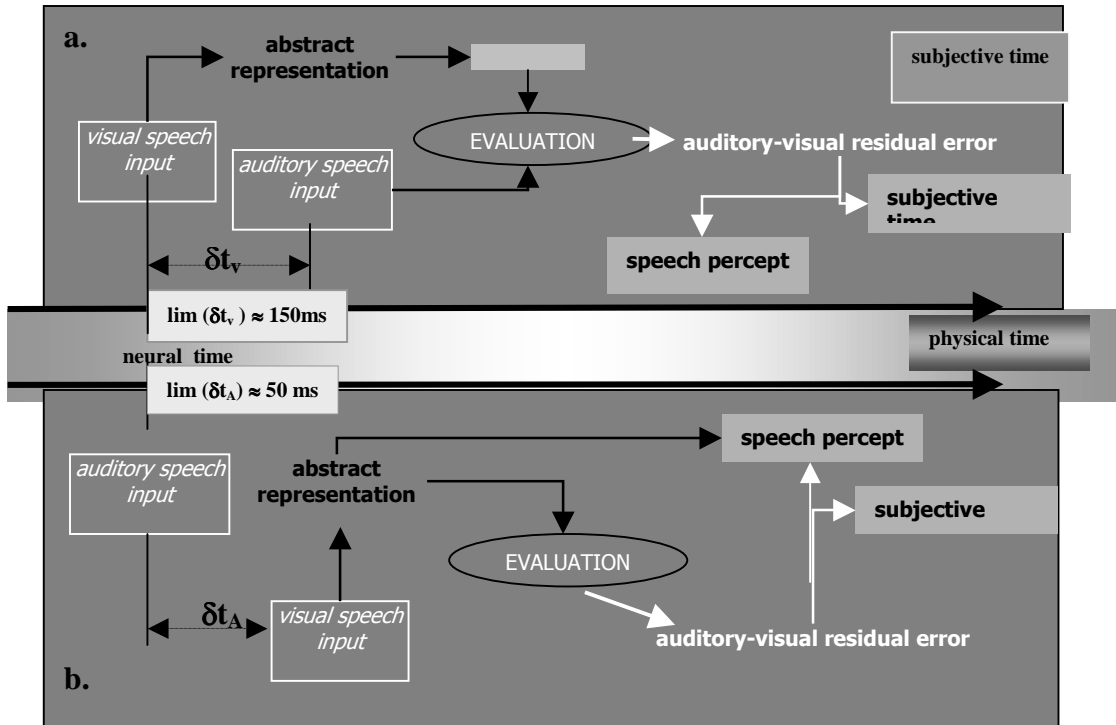 a.
abstract
representation
subjective time
visual speech
input
EVALUATION
auditory speech
input
auditory-visual residual error
subjective
time
speech percept
δtv
lim (δtv ) ≈ 150ms
neural time
physical time
lim (δtA) ≈ 50 ms
speech percept
auditory speech
input
abstract
representation
subjective
EVALUATION
δtA
visual speech
input
auditory-visual residual error
b.